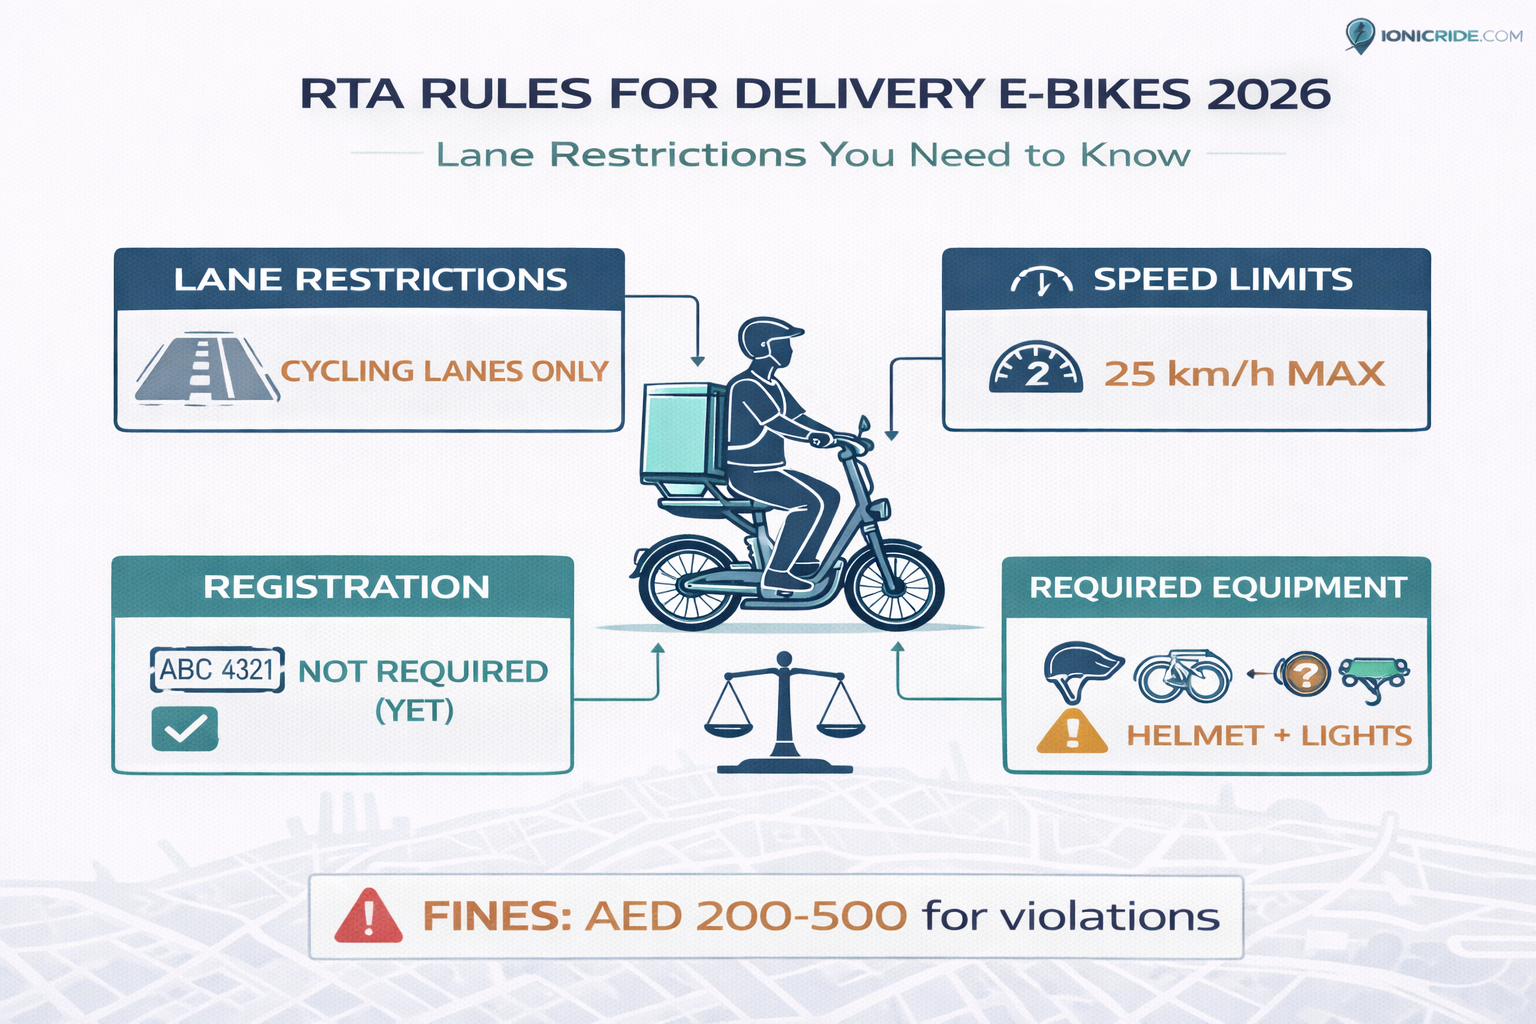 IONICRIDE.COM
RTA RULES FOR DELIVERY E-BIKES 2026
Lane Restrictions You Need to Know
LANE RESTRICTIONS
CYCLING LANES ONLY
SPEED LIMITS
2
25 km/h MAX
REGISTRATION
ABC 4321
NOT REQUIRED
(YET)
REQUIRED EQUIPMENT
?
!
HELMET + LIGHTS
!
FINES: AED 200-500 for violations